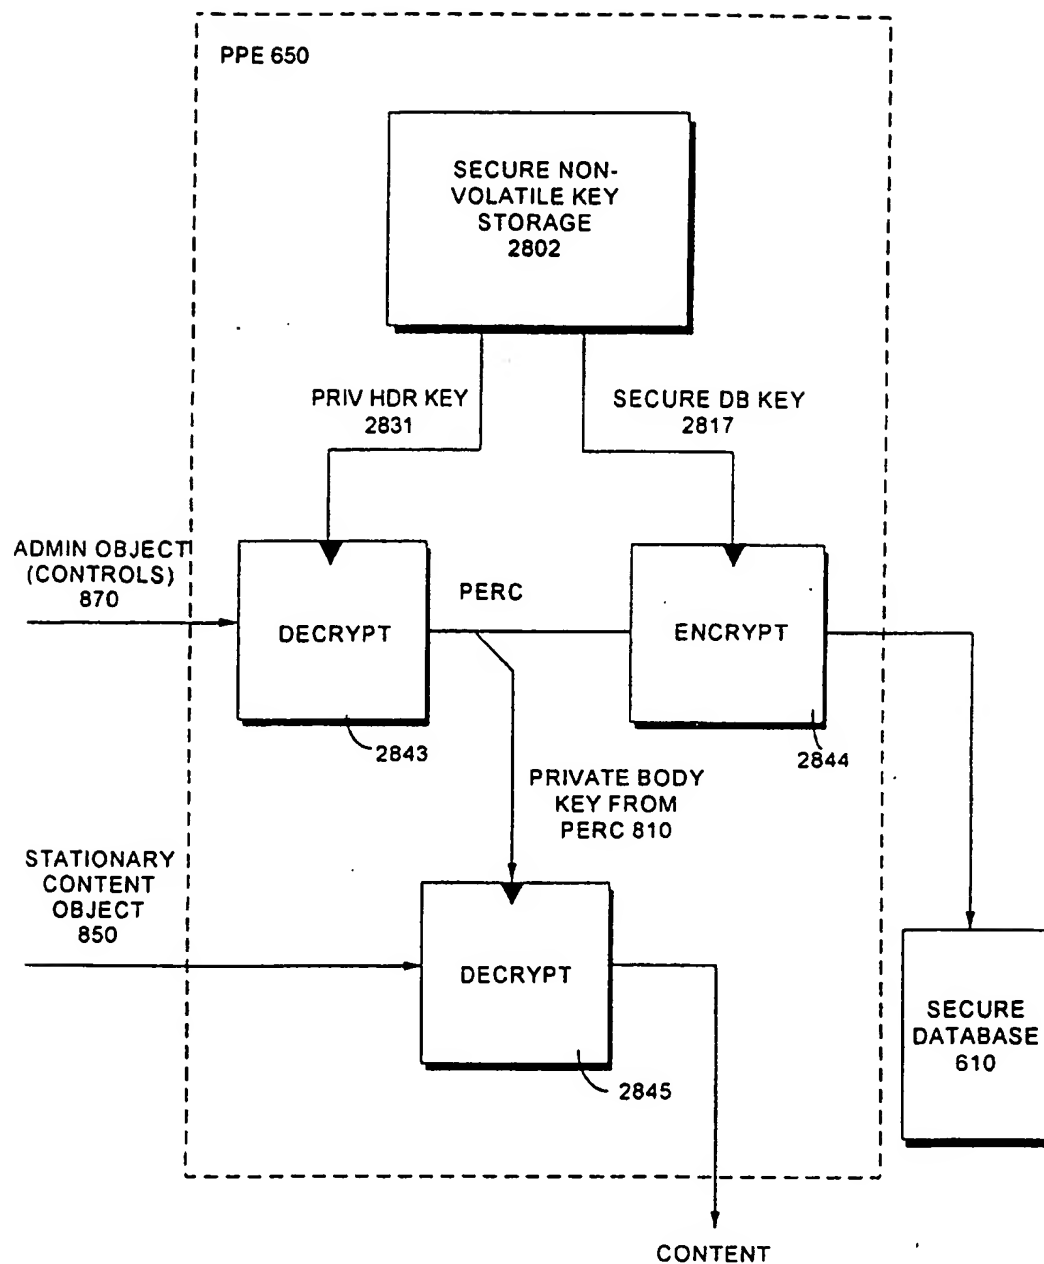 PPE 650
SECURE NON-
VOLATILE KEY
STORAGE
2802
PRIV HDR KEY
2831
SECURE DB KEY
2817
ADMIN OBJECT
(CONTROLS)
870
DECRYPT
PERC
ENCRYPT
2843
2844
PRIVATE BODY
KEY FROM
PERC 810
STATIONARY
CONTENT
OBJECT
850
DECRYPT
2845
SECURE
DATABASE
610
CONTENT